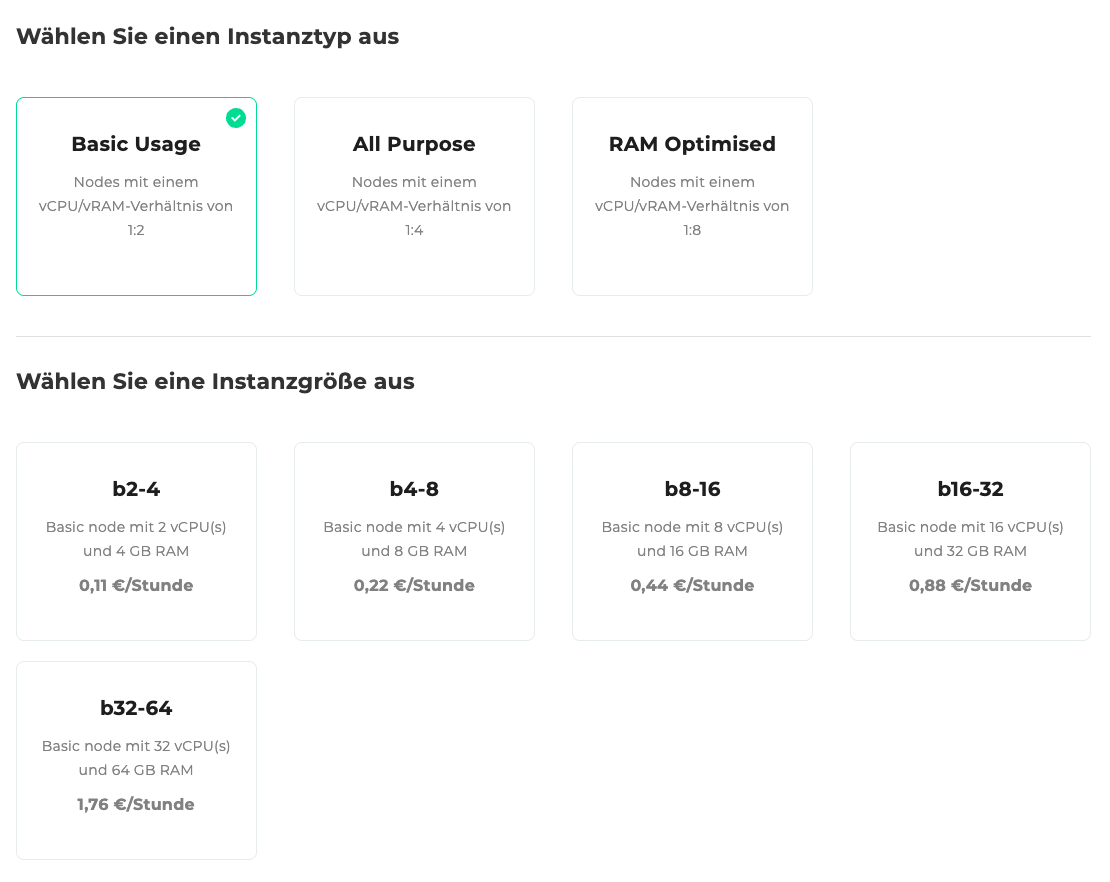 Wählen Sie einen Instanztyp aus
Basic Usage
Nodes mit einem
vCPU/vRAM-Verhältnis von
1:2
All Purpose
Nodes mit einem
vCPU/vRAM-Verhältnis von
1:4
RAM Optimised
Nodes mit einem
vCPU/vRAM-Verhältnis von
1:8
Wählen Sie eine Instanzgröße aus
b2-4
Basic node mit 2 vCPU(s)
und 4 GB RAM
0,11 €/Stunde
b4-8
Basic node mit 4 vCPU(s)
und 8 GB RAM
0,22 €/Stunde
b8-16
Basic node mit 8 vCPU(s)
und 16 GB RAM
0,44 €/Stunde
b16-32
Basic node mit 16 vCPU(s)
und 32 GB RAM
0,88 €/Stunde
b32-64
Basic node mit 32 vCPU(s)
und 64 GB RAM
1,76 €/Stunde